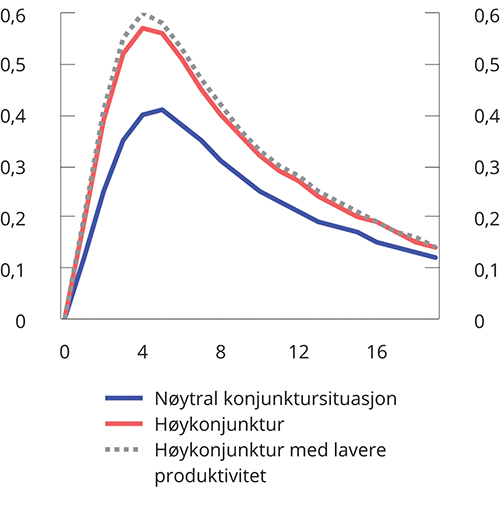 0,6 0,6
0,5 0,5
0,4 0,4
0,3 0,3
0,2 0,2
0,1 0,1
0 0
0 4 8 12 16
Nøytral konjunktursituasjon
Høykonjunktur
Høykonjunktur med lavere
produktivitet